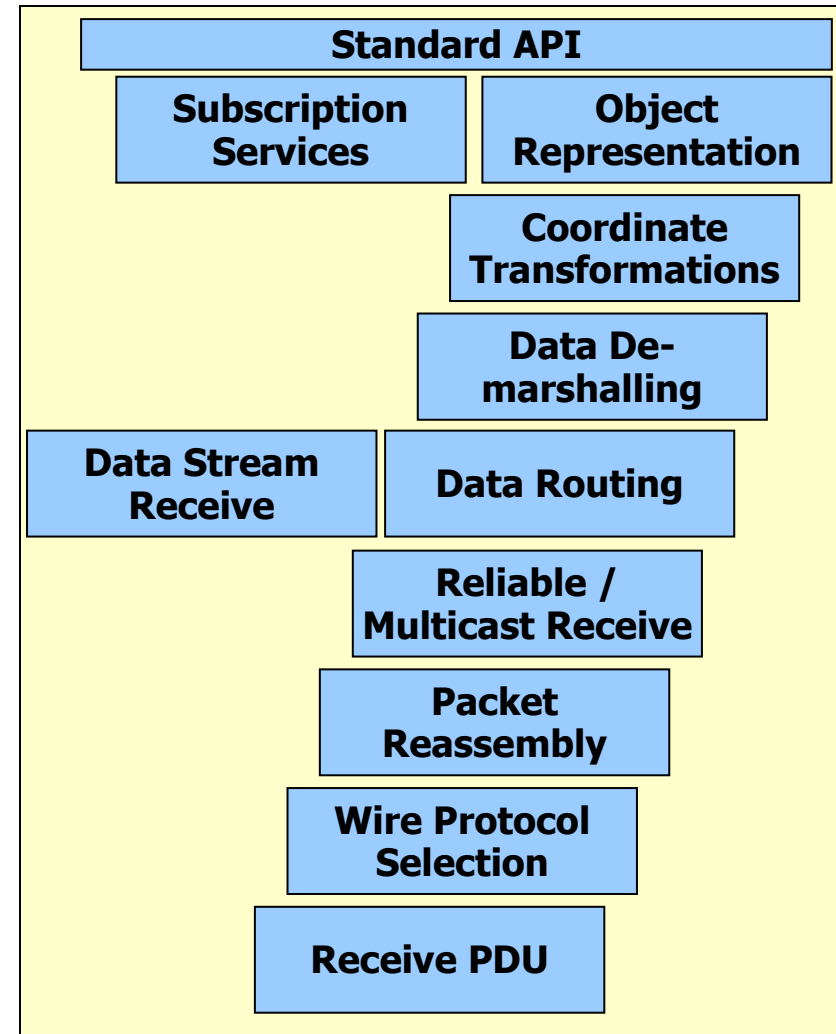 Standard API
Subscription
Services
Object
Representation
Coordinate
Transformations
Data De-
marshalling
Data Stream
Receive
Data Routing
Reliable /
Multicast Receive
Packet
Reassembly
Wire Protocol
Selection
Receive PDU